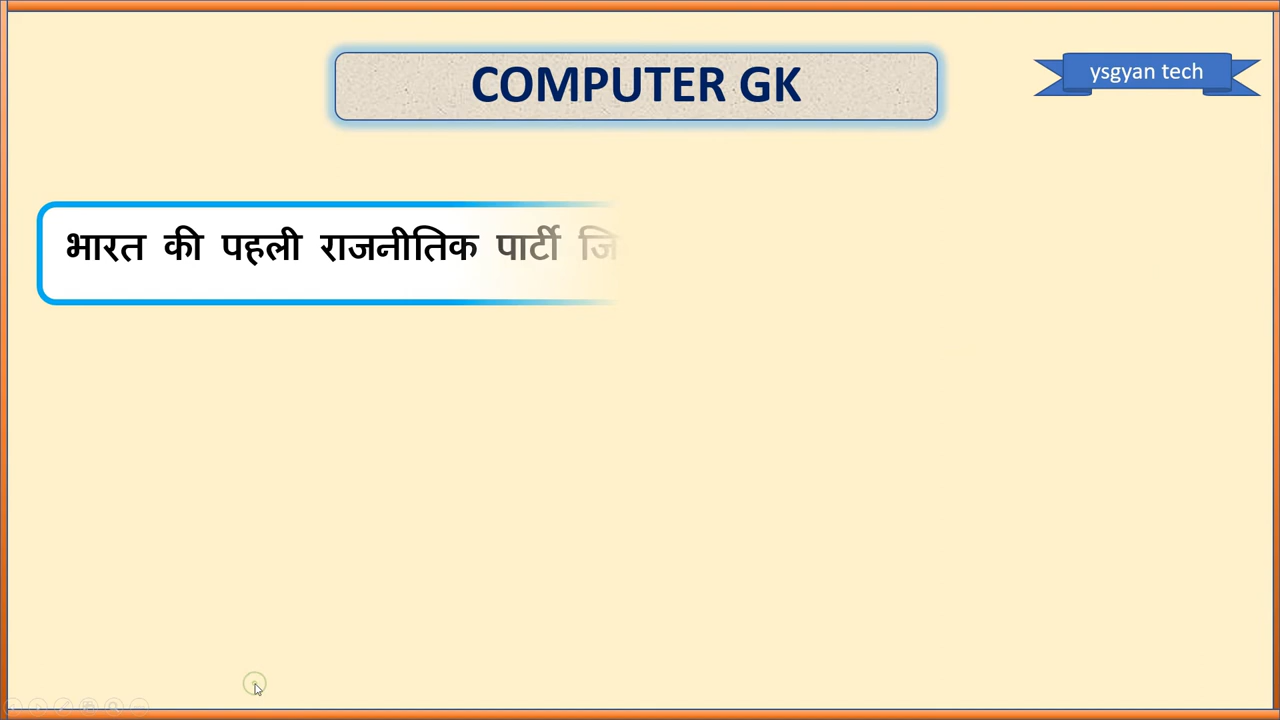 COMPUTER GK
ysgyan tech
भारत की पहली राजनीतिक पार्टी